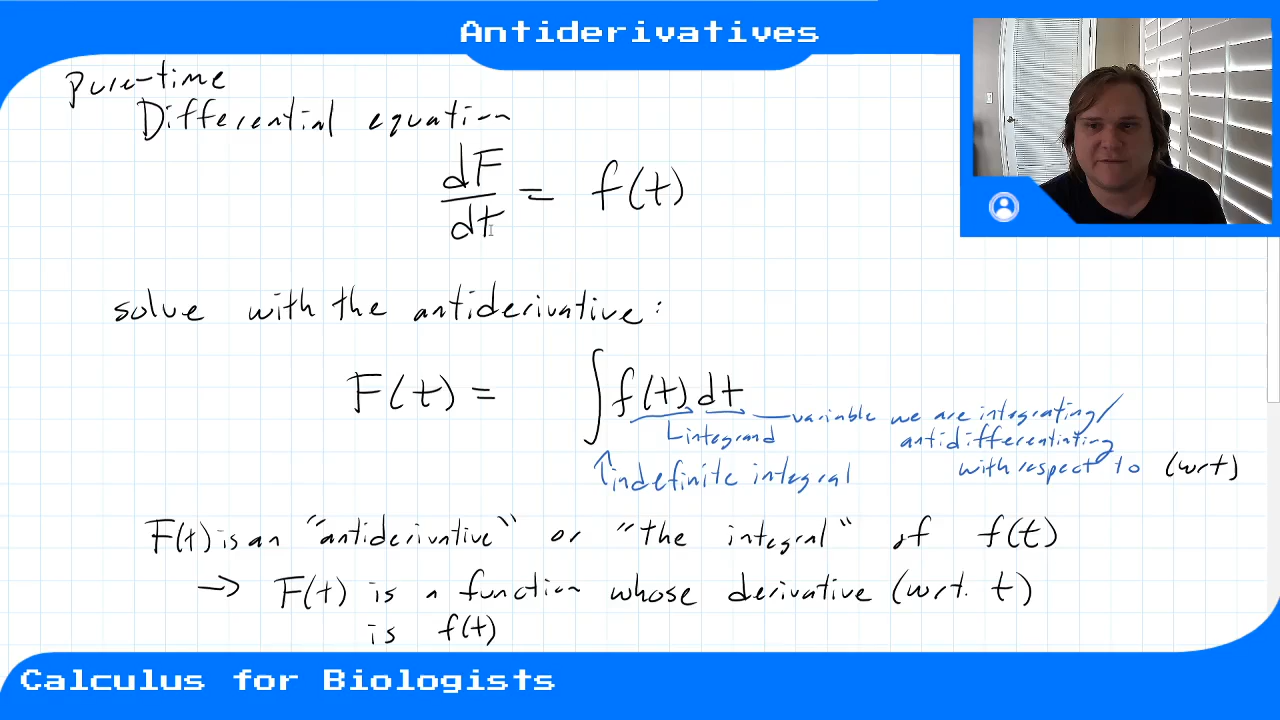 Antiderivatives
pure-time
Differential equation
dF/dt = f(t)
solve with the antiderivative:
F(t) = ∫ f(t) dt
variable we are integrating/
integrand
antidifferentinting
with respect to (wrt)
indefinite integral
F(t) is an "antiderivative" or "the integral" of f(t)
→ F(t) is a function whose derivative (wrt. t)
is f(t)
Calculus for Biologists